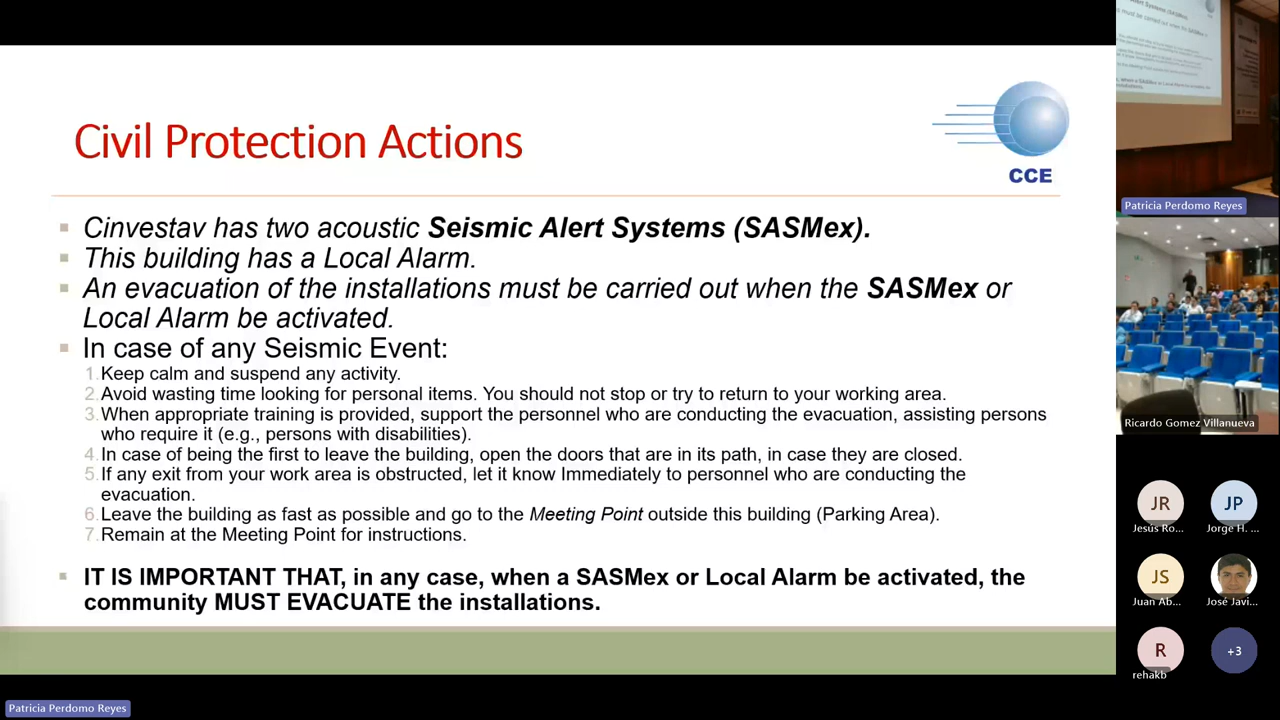 Civil Protection Actions
CCE
Cinvestav has two acoustic Seismic Alert Systems (SASMex).
This building has a Local Alarm.
An evacuation of the installations must be carried out when the SASMex or
Local Alarm be activated.
In case of any Seismic Event:
1. Keep calm and suspend any activity.
2. Avoid wasting time looking for personal items. You should not stop or try to return to your working area.
3. When appropriate training is provided, support the personnel who are conducting the evacuation, assisting persons
who require it (e.g., persons with disabilities).
4. In case of being the first to leave the building, open the doors that are in its path, in case they are closed.
5. If any exit from your work area is obstructed, let it know Immediately to personnel who are conducting the
evacuation.
6. Leave the building as fast as possible and go to the Meeting Point outside this building (Parking Area).
7. Remain at the Meeting Point for instructions.
IT IS IMPORTANT THAT, in any case, when a SASMex or Local Alarm be activated, the
community MUST EVACUATE the installations.
Patricia Perdomo Reyes
Patricia Perdomo Reyes
Ricardo Gomez Villanueva
JR
JP
Jesús Ro...
Jorge H. ...
JS
Juan Ab...
José Javi...
R
+3
rehakb